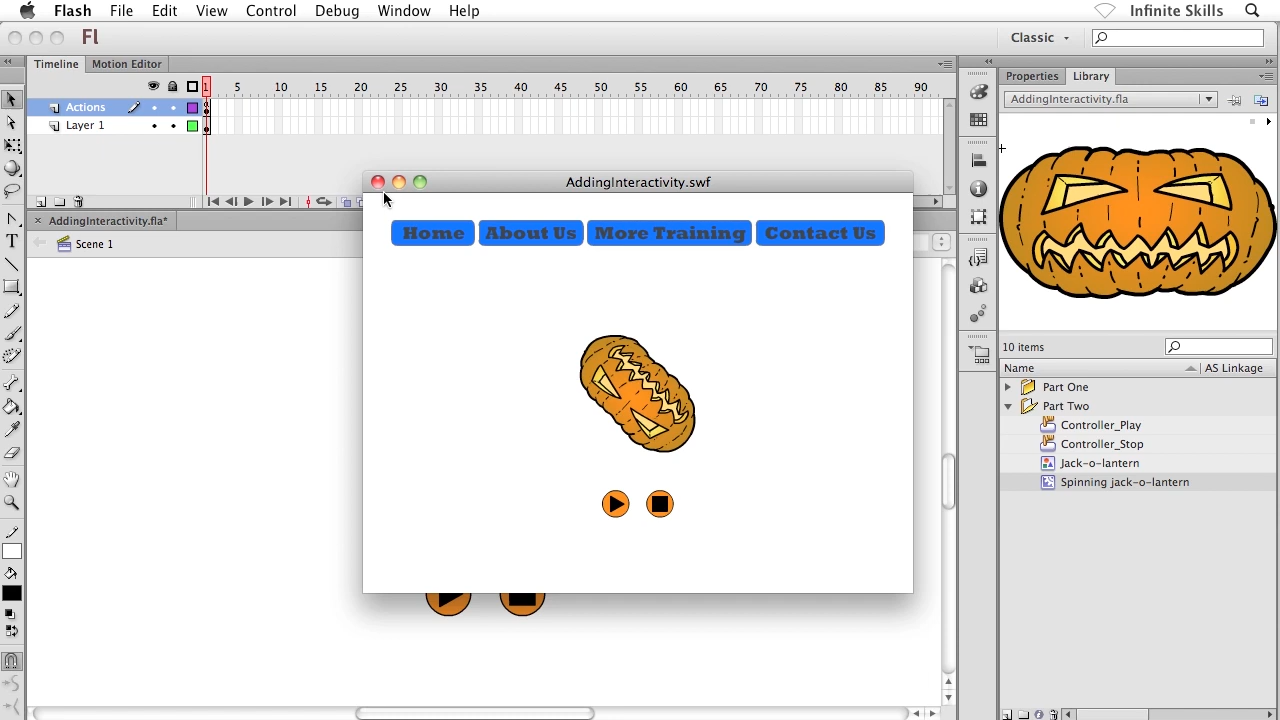 Flash File Edit View Control Debug Window Help Infinite Skills
Fl Classic
Timeline Motion Editor Properties Library
1 5 10 15 20 25 30 35 40 45 50 55 60 65 70 75 80 85 90
AddingInteractivity.fla
Actions
Layer 1
AddingInteractivity.swf
AddingInteractivity.fla*
Scene 1
Home About Us More Training Contact Us
10 items
Name AS Linkage
Part One
Part Two
Controller_Play
Controller_Stop
Jack-o-lantern
Spinning jack-o-lantern